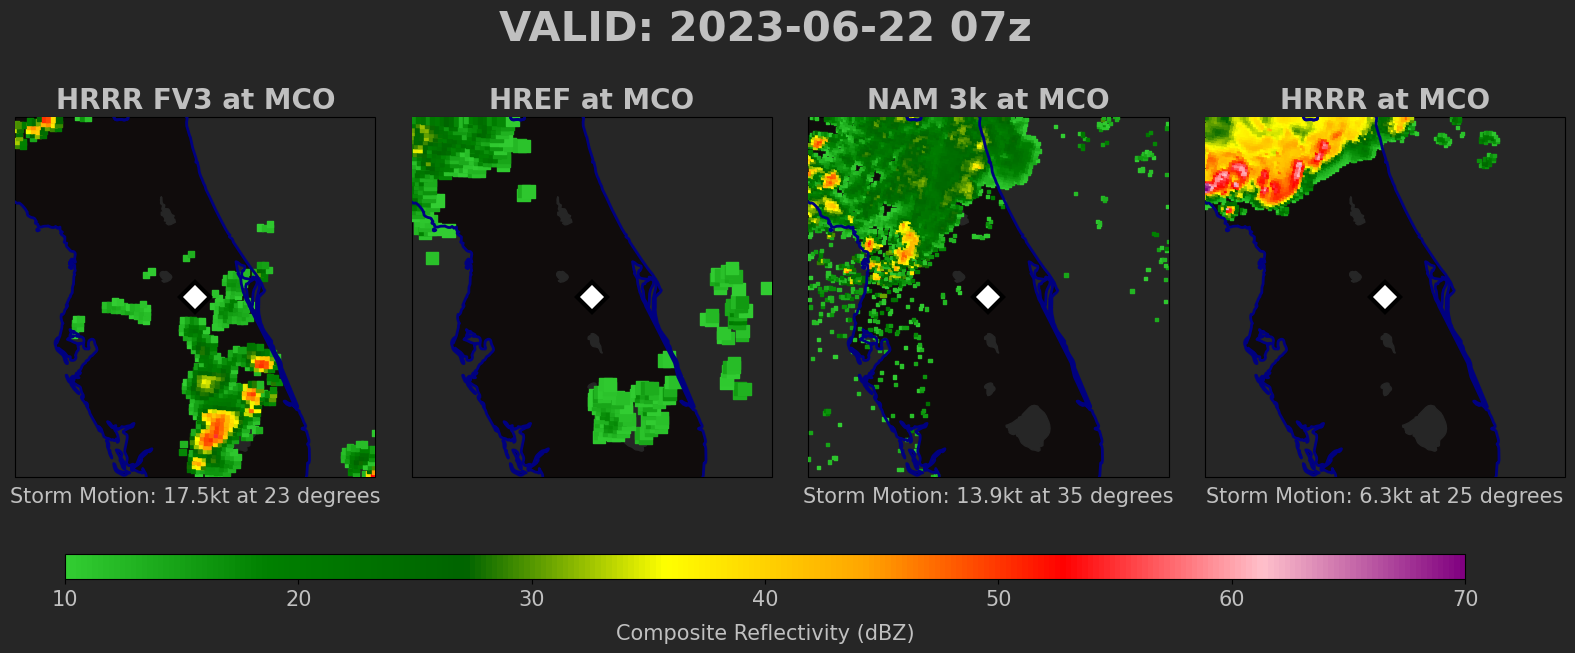 VALID: 2023-06-22 07z
HRRR FV3 at MCO
HREF at MCO
NAM 3k at MCO
HRRR at MCO
Storm Motion: 17.5kt at 23 degrees
Storm Motion: 13.9kt at 35 degrees
Storm Motion: 6.3kt at 25 degrees
10 20 30 40 50 60 70
Composite Reflectivity (dBZ)